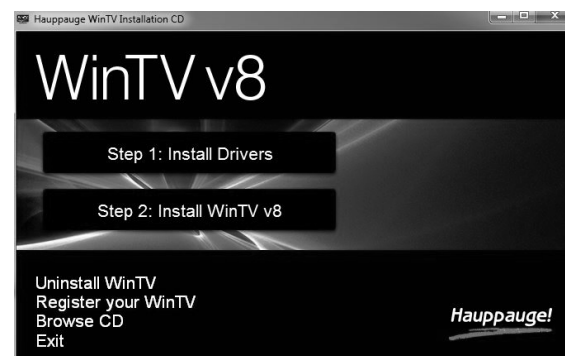 Hauppauge WinTV Installation CD
WinTV v8
Step 1: Install Drivers
Step 2: Install WinTV v8
Uninstall WinTV
Register your WinTV
Browse CD
Exit
Hauppauge!